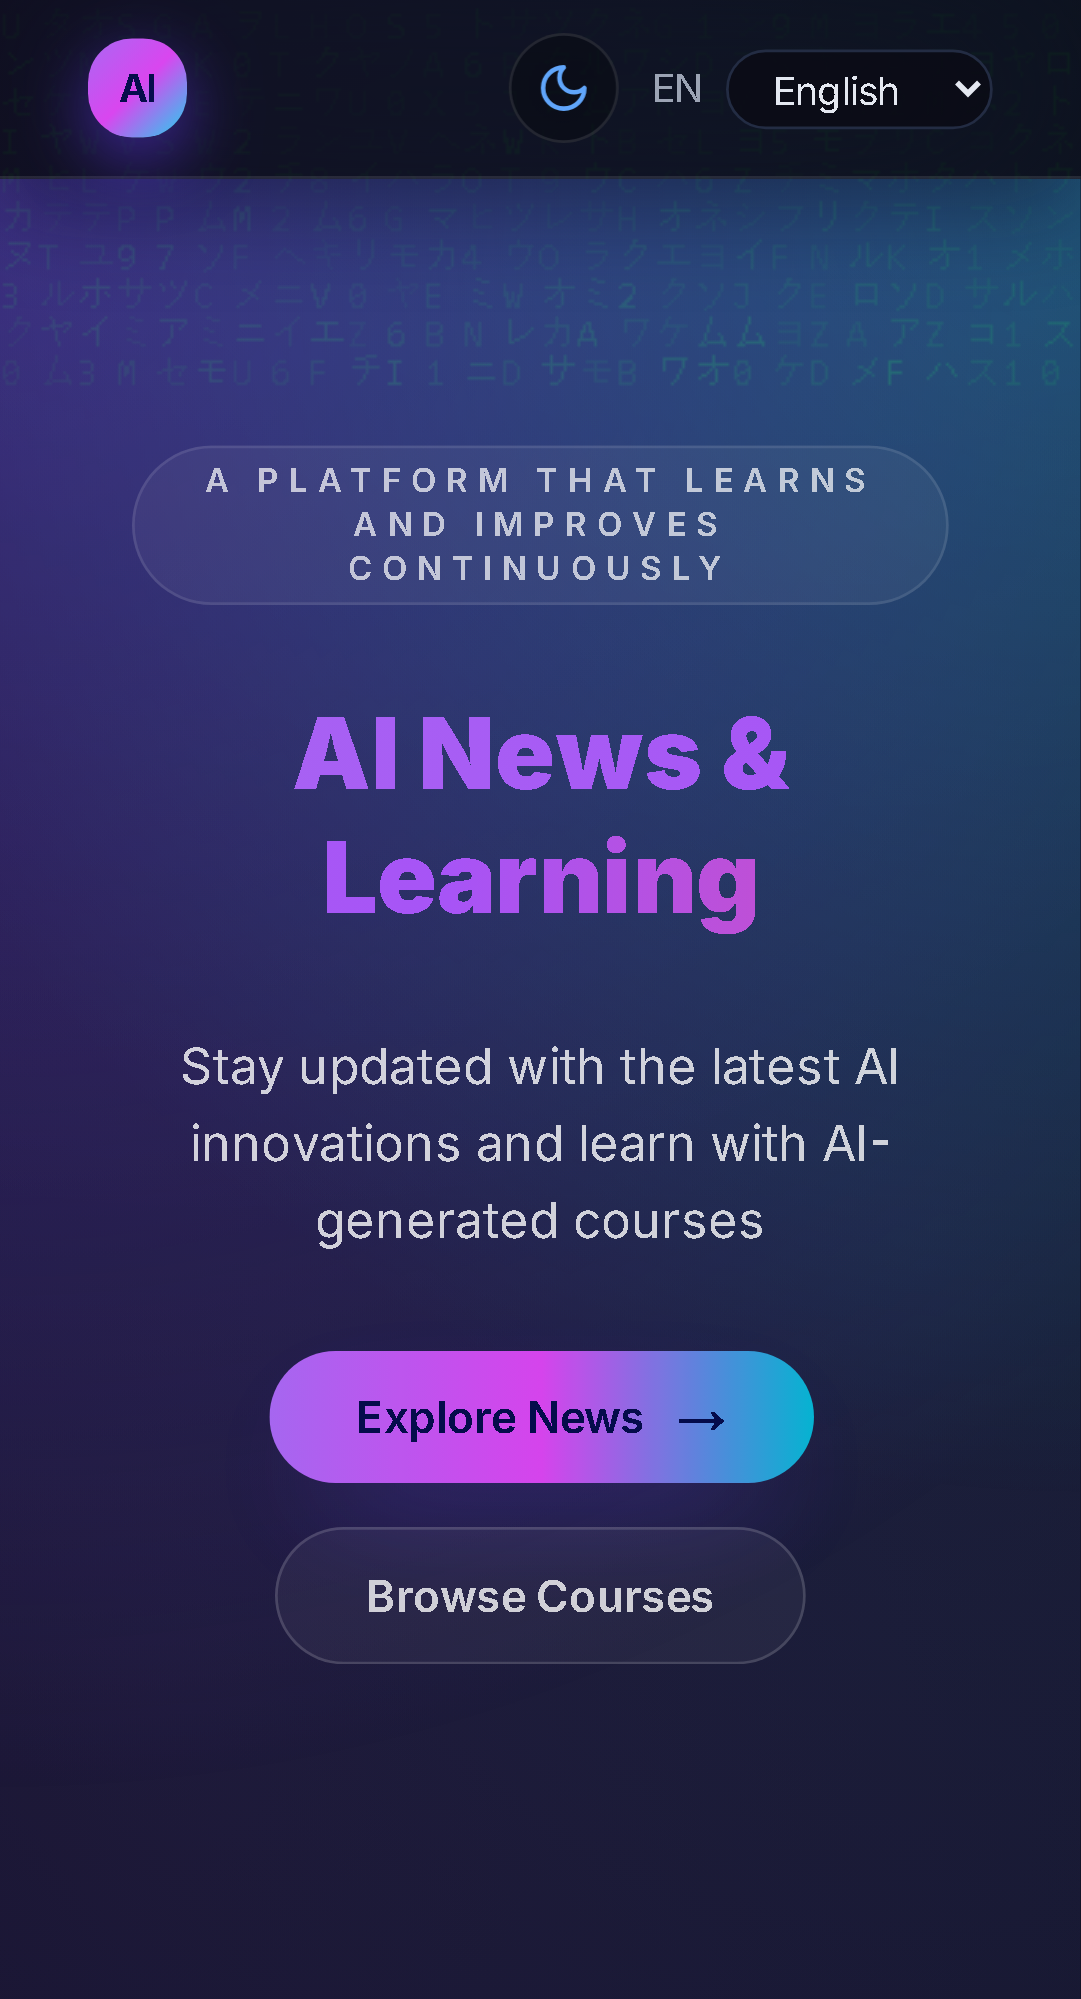 AI
EN
English
A PLATFORM THAT LEARNS
AND IMPROVES
CONTINUOUSLY
AI News &
Learning
Stay updated with the latest AI
innovations and learn with AI-
generated courses
Explore News →
Browse Courses